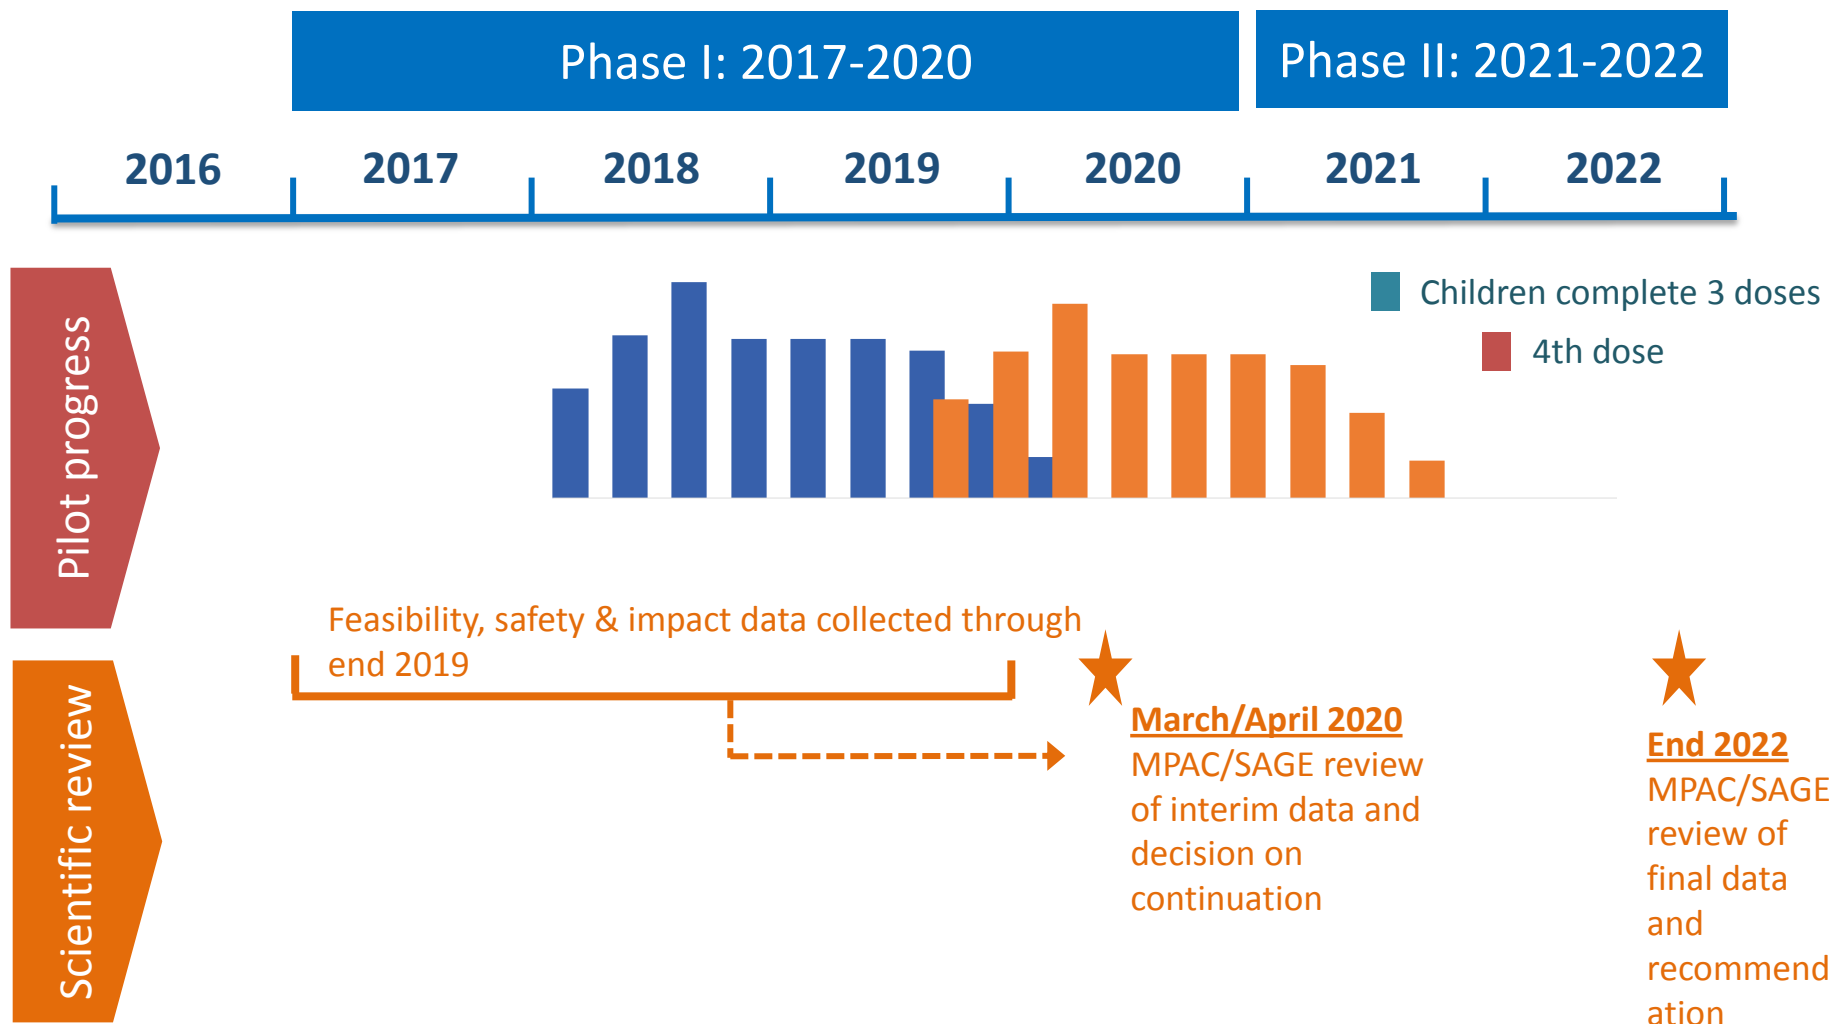 Phase I: 2017-2020
Phase II: 2021-2022
2016
2017
2018
2019
2020
2021
2022
Pilot progress
Children complete 3 doses
4th dose
Scientific review
Feasibility, safety & impact data collected through
end 2019
March/April 2020
MPAC/SAGE review
of interim data and
decision on
continuation
End 2022
MPAC/SAGE
review of
final data
and
recommend
ation